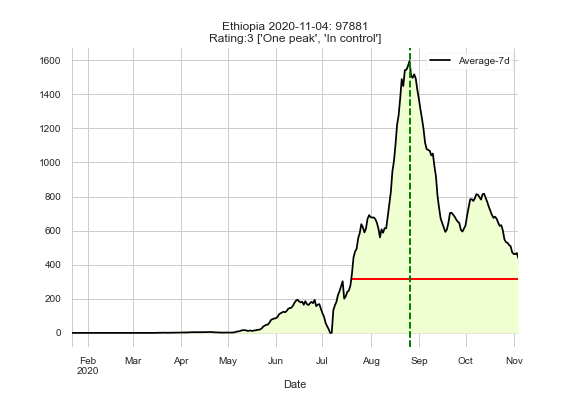 Ethiopia 2020-11-04: 97881
Rating:3 ['One peak', 'In control']
Average-7d
1600
1400
1200
1000
800
600
400
200
0
Feb Mar Apr May Jun Jul Aug Sep Oct Nov
2020
Date